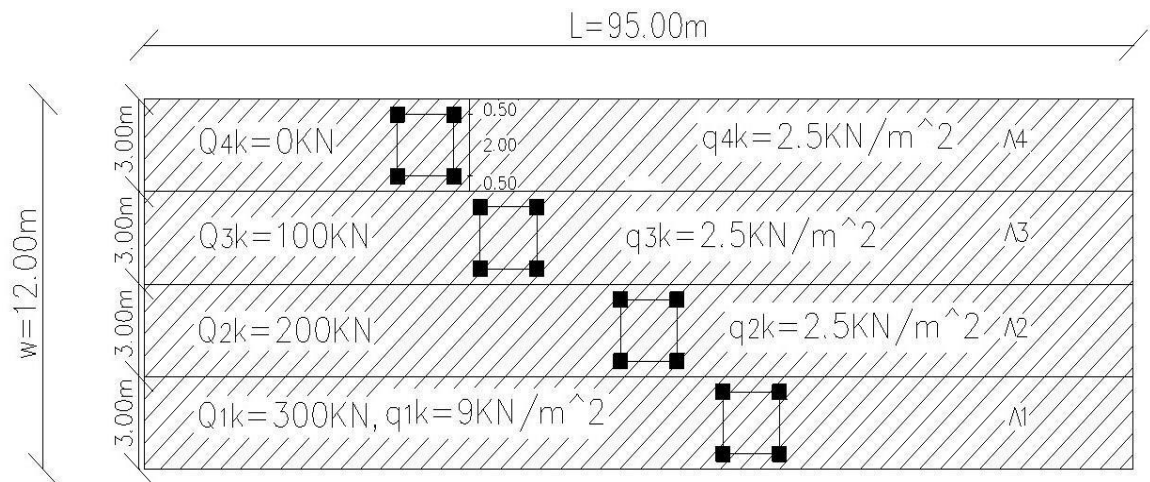 L=95.00m
w=12.00m
3.00m
Q4k=0KN
0.50
2.00
0.50
q4k=2.5KN/m^2
Λ4
3.00m
Q3k=100KN
q3k=2.5KN/m^2
Λ3
3.00m
Q2k=200KN
q2k=2.5KN/m^2
Λ2
3.00m
Q1k=300KN, q1k=9KN/m^2
Λ1